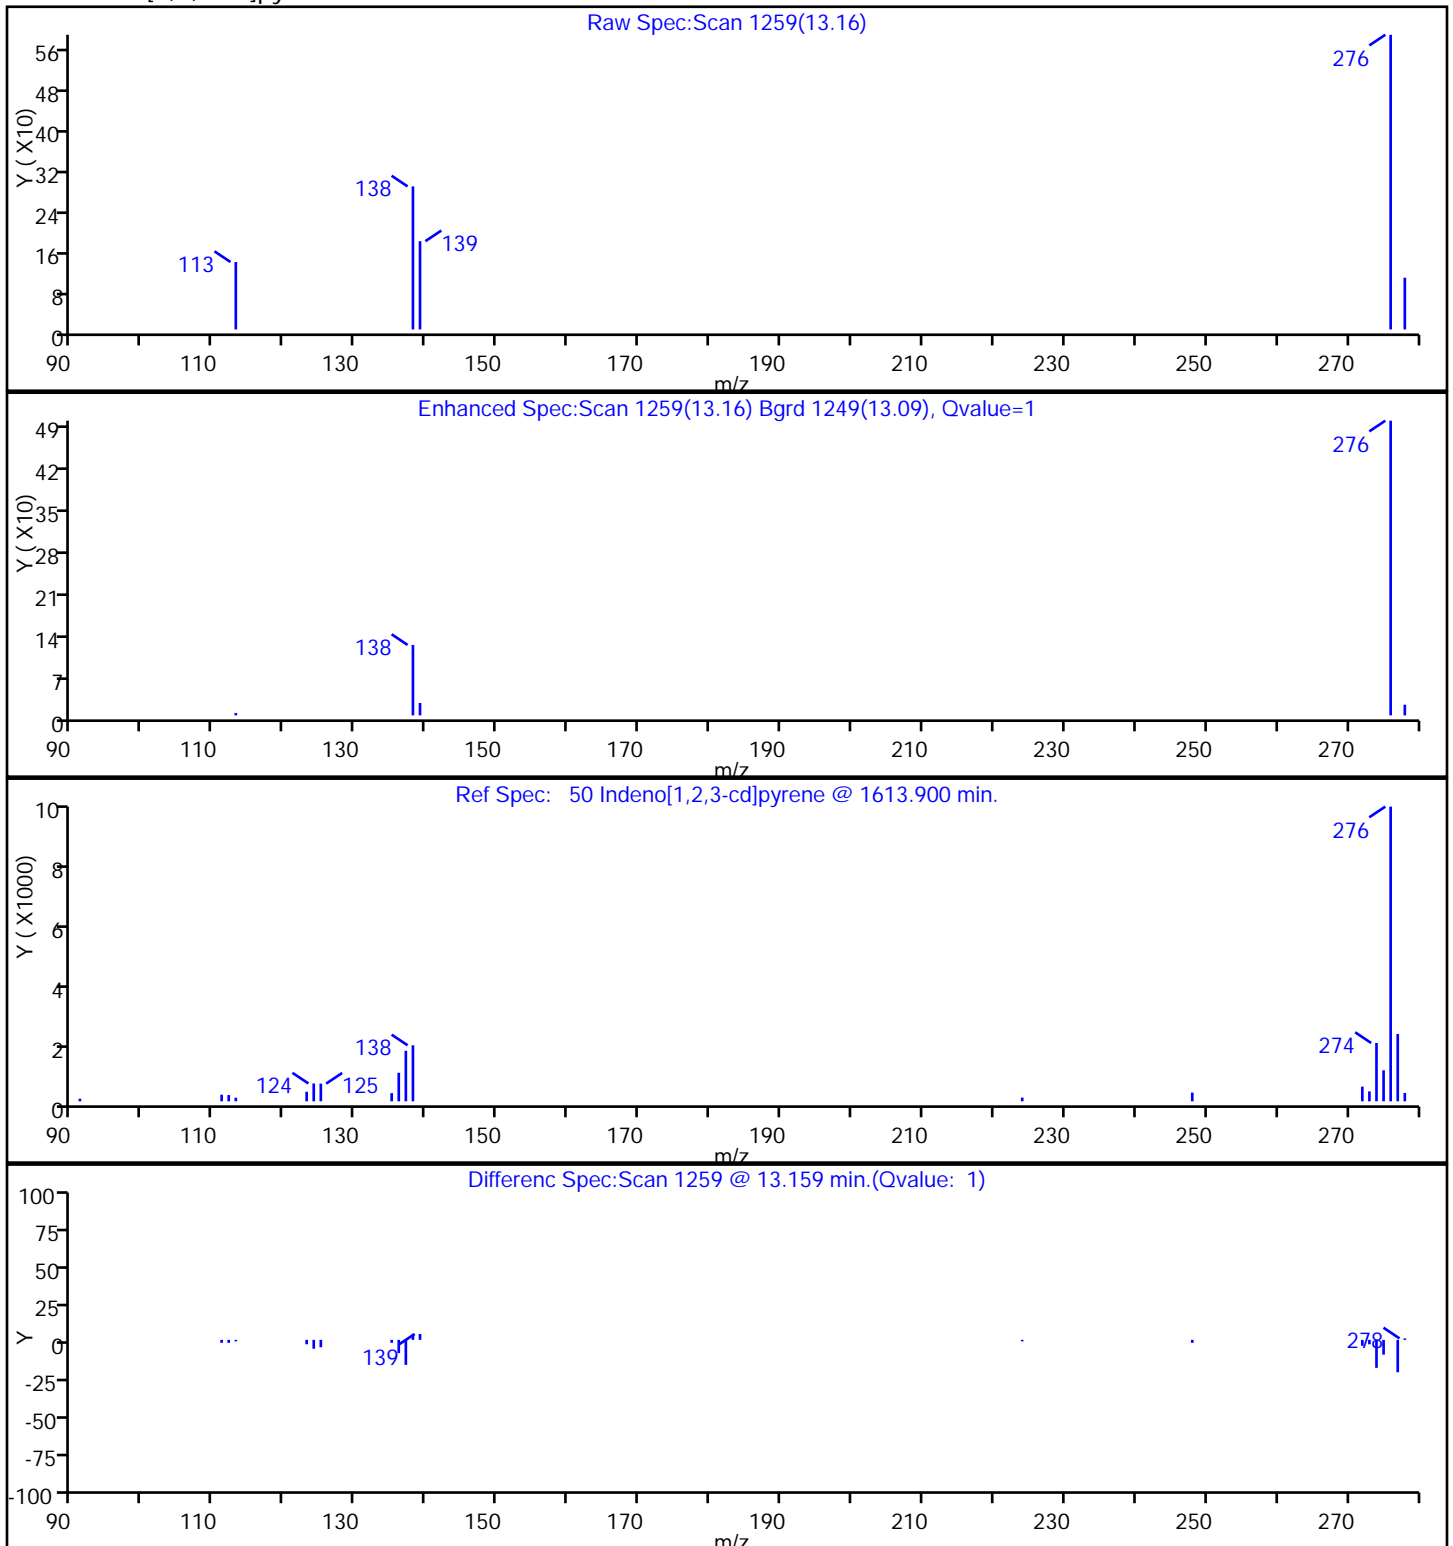 Raw Spec:Scan 1259(13.16)
Y ( X10)
56
48
40
32
24
16
8
0
276
138
139
113
90 110 130 150 170 190 210 230 250 270
m/z
Enhanced Spec:Scan 1259(13.16) Bgrd 1249(13.09), Qvalue=1
Y ( X10)
49
42
35
28
21
14
7
0
276
138
90 110 130 150 170 190 210 230 250 270
m/z
Ref Spec: 50 Indeno[1,2,3-cd]pyrene @ 1613.900 min.
Y ( X1000)
10
8
6
4
2
0
276
138
274
124
125
90 110 130 150 170 190 210 230 250 270
m/z
Differenc Spec:Scan 1259 @ 13.159 min.(Qvalue: 1)
Y
100
75
50
25
0
-25
-50
-75
-100
139
278
90 110 130 150 170 190 210 230 250 270
m/z